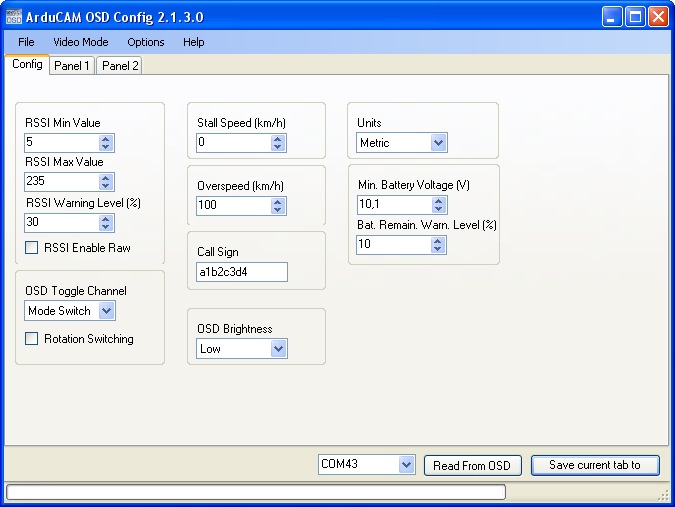 OSD
ArduCAM OSD Config 2.1.3.0
File Video Mode Options Help
Config Panel 1 Panel 2
RSSI Min Value
5
RSSI Max Value
235
RSSI Warning Level (%)
30
RSSI Enable Raw
OSD Toggle Channel
Mode Switch
Rotation Switching
Stall Speed (km/h)
0
Overspeed (km/h)
100
Call Sign
a1b2c3d4
OSD Brightness
Low
Units
Metric
Min. Battery Voltage (V)
10,1
Bat. Remain. Warn. Level (%)
10
COM43
Read From OSD
Save current tab to